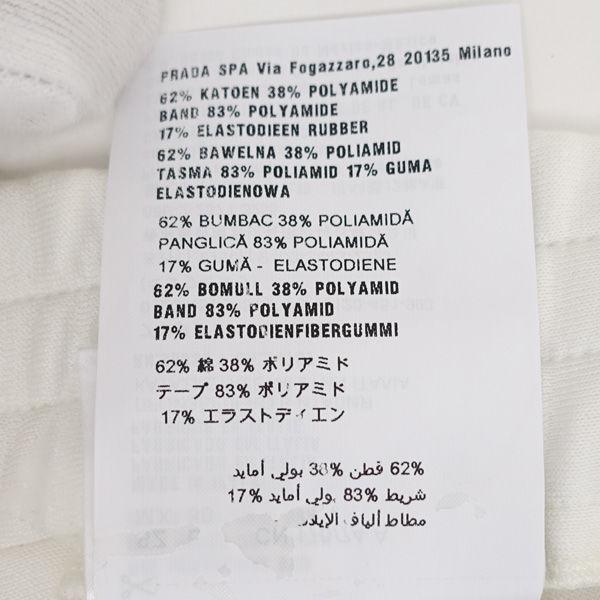 PRADA SPA Via Fogazzaro,28 20135 Milano
62% KATOEN 38% POLYAMIDE
BAND 83% POLYAMIDE
17% ELASTODIEEN RUBBER
62% BAWELNA 38% POLIAMID
TASMA 83% POLIAMID 17% GUMA
ELASTODIENOWA
62% BUMBAC 38% POLIAMIDĂ
PANGLICĂ 83% POLIAMIDĂ
17% GUMĂ - ELASTODIENE
62% BOMULL 38% POLYAMID
BAND 83% POLYAMID
17% ELASTODIENFIBERGUMMI
62% 綿 38% ポリアミド
テープ 83% ポリアミド
17% エラストディエン
62% قطن 38% بولي أمايد
شريط 83% بولي أمايد 17%
مطاط ألياف